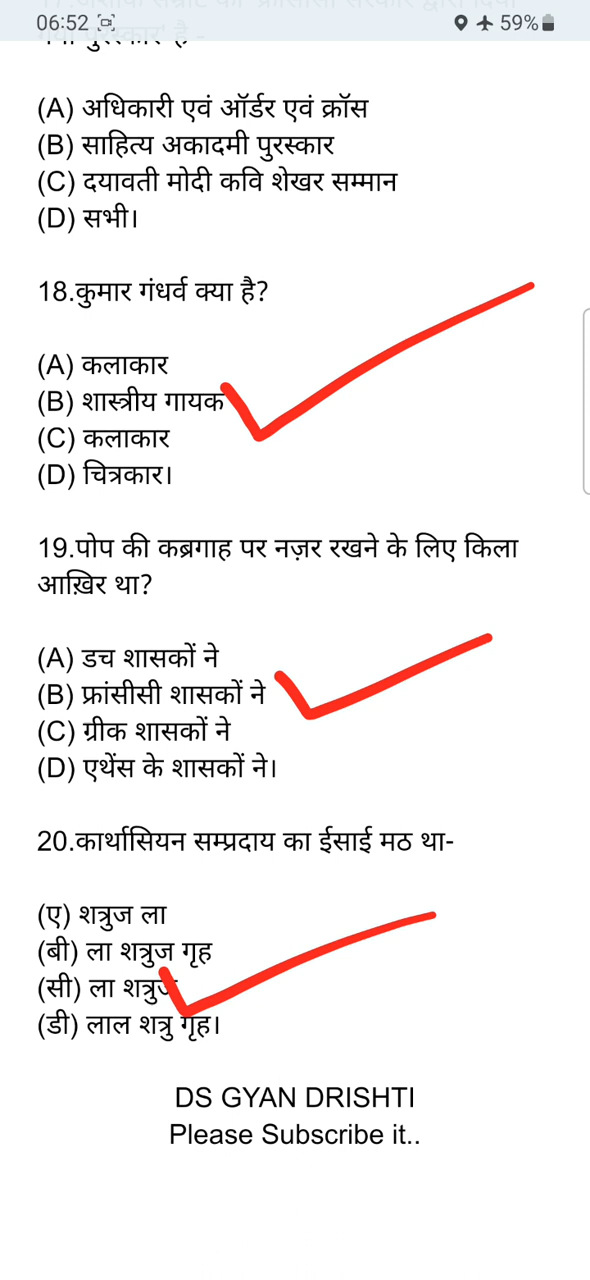 06:52
59%
(A) अधिकारी एवं ऑर्डर एवं क्रॉस
(B) साहित्य अकादमी पुरस्कार
(C) दयावती मोदी कवि शेखर सम्मान
(D) सभी।
18.कुमार गंधर्व क्या है?
(A) कलाकार
(B) शास्त्रीय गायक
(C) कलाकार
(D) चित्रकार।
19.पोप की कब्रगाह पर नज़र रखने के लिए किला
आख़िर था?
(A) डच शासकों ने
(B) फ्रांसीसी शासकों ने
(C) ग्रीक शासकों ने
(D) एथेंस के शासकों ने।
20.कार्थासियन सम्प्रदाय का ईसाई मठ था-
(ए) शत्रुज ला
(बी) ला शत्रुज गृह
(सी) ला शत्रुज
(डी) लाल शत्रु गृह।
DS GYAN DRISHTI
Please Subscribe it..